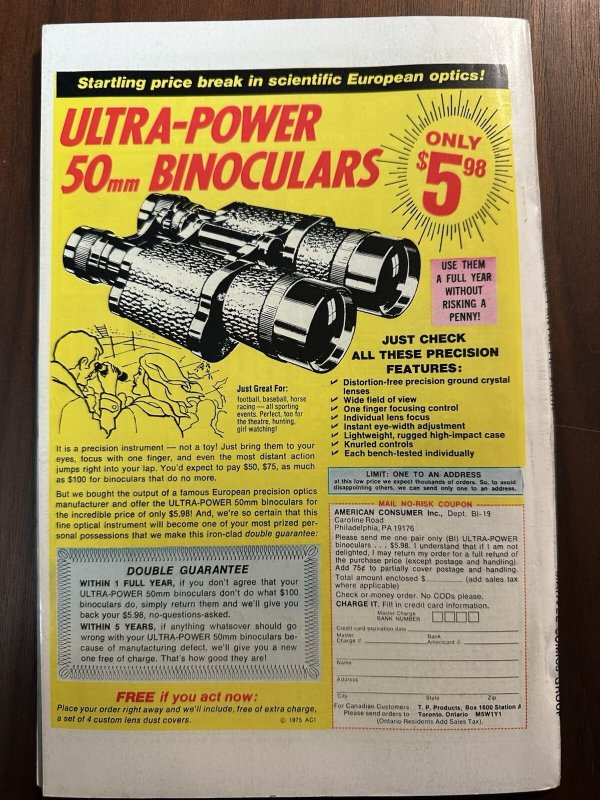 Startling price break in scientific European optics!
ULTRA-POWER
50mm BINOCULARS
ONLY
$5.98
USE THEM
A FULL YEAR
WITHOUT
RISKING A
PENNY!
JUST CHECK
ALL THESE PRECISION
FEATURES:
✓ Distortion-free precision ground crystal
lenses
✓ Wide field of view
✓ One finger focusing control
✓ Individual lens focus
✓ Instant eye-width adjustment
✓ Lightweight, rugged high-impact case
✓ Knurled controls
✓ Each bench-tested individually
Just Great For:
football, baseball, horse
racing — all sporting
events. Perfect, too for
the theatre, hunting,
girl watching!
It is a precision instrument — not a toy! Just bring them to your
eyes, focus with one finger, and even the most distant action
jumps right into your lap. You'd expect to pay $50, $75, as much
as $100 for binoculars that do no more.
But we bought the output of a famous European precision optics
manufacturer and offer the ULTRA-POWER 50mm binoculars for
the incredible price of only $5.98! And, we're so certain that this
fine optical instrument will become one of your most prized per-
sonal possessions that we make this iron-clad double guarantee:
DOUBLE GUARANTEE
WITHIN 1 FULL YEAR, if you don't agree that your
ULTRA-POWER 50mm binoculars don't do what $100
binoculars do, simply return them and we'll give you
back your $5.98, no-questions-asked.
WITHIN 5 YEARS, if anything whatsoever should go
wrong with your ULTRA-POWER 50mm binoculars be-
cause of manufacturing defect, we'll give you a new
one free of charge. That's how good they are!
FREE if you act now:
Place your order right away and we'll include, free of extra charge,
a set of 4 custom lens dust covers.
© 1975 ACI
LIMIT: ONE TO AN ADDRESS
at this low price we expect thousands of orders. So, to avoid
disappointing others, we can send only one to an address.
MAIL NO-RISK COUPON
AMERICAN CONSUMER Inc., Dept. BI-19
Caroline Road
Philadelphia, PA 19176
Please send me one pair only (BI) ULTRA-POWER
binoculars . . . $5.98. I understand that if I am not
delighted, I may return my order for a full refund of
the purchase price (except postage and handling).
Add 75¢ to partially cover postage and handling.
Total amount enclosed $ (add sales tax
where applicable)
Check or money order. No CODs please.
CHARGE IT. Fill in credit card information.
Master Charge
BANK NUMBER
Credit card expiration date
Master
Charge #
Bank
Americard #
Name
Address
City State Zip
For Canadian Customers: T. P. Products, Box 1600 Station A
Please send orders to Toronto, Ontario M5W1Y1
(Ontario Residents Add Sales Tax).